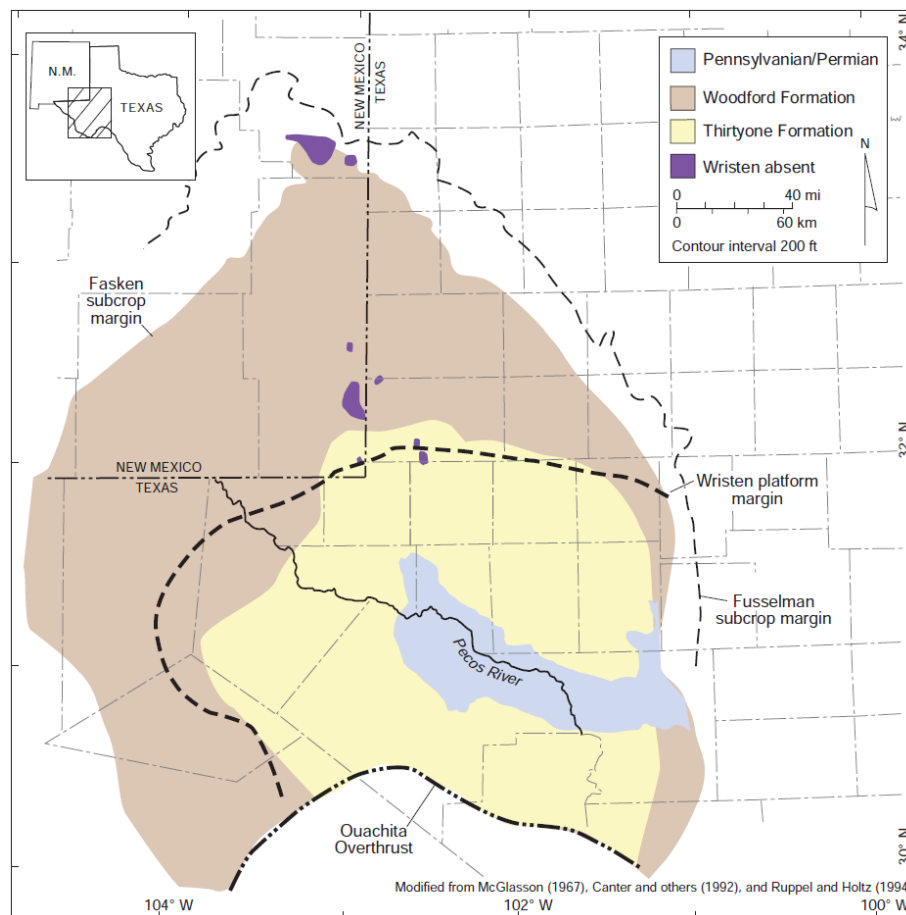 N.M.
TEXAS
NEW MEXICO
TEXAS
34° N
Pennsylvanian/Permian
Woodford Formation
Thirtyone Formation
Wristen absent
N
0 40 mi
0 60 km
Contour interval 200 ft
Fasken
subcrop
margin
32° N
NEW MEXICO
TEXAS
Wristen platform
margin
Fusselman
subcrop margin
Pecos River
Ouachita
Overthrust
30° N
Modified from McGlasson (1967), Canter and others (1992), and Ruppel and Holtz (1994
104° W
102° W
100° W